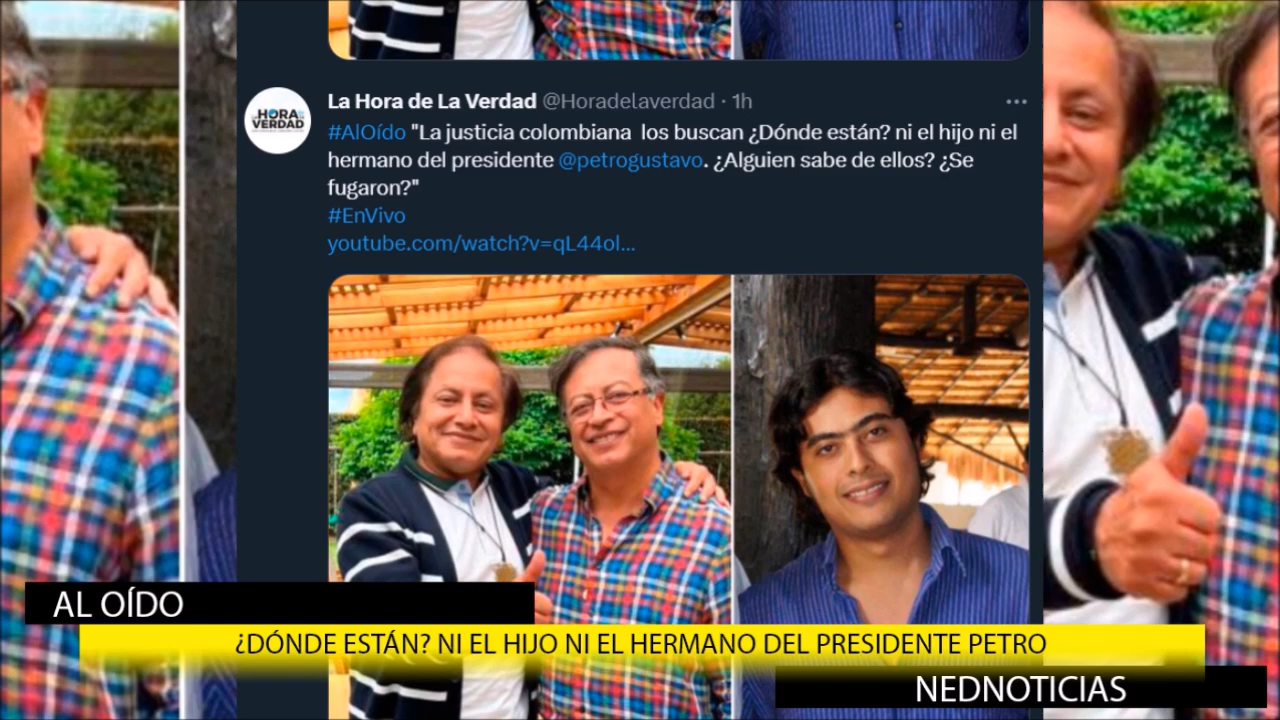 HORA
VERDAD
La Hora de La Verdad @Horadelaverdad · 1h
#AlOído "La justicia colombiana los buscan ¿Dónde están? ni el hijo ni el
hermano del presidente @petrogustavo. ¿Alguien sabe de ellos? ¿Se
fugaron?"
#EnVivo
youtube.com/watch?v=qL44ol...
AL OÍDO
¿DÓNDE ESTÁN? NI EL HIJO NI EL HERMANO DEL PRESIDENTE PETRO
NEDNOTICIAS